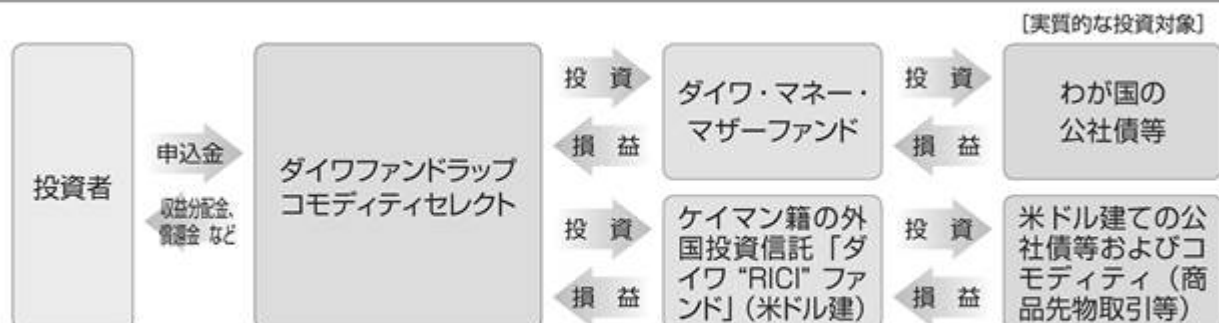 ［実質的な投資対象］
投資者
申込金
収益分配金、
償還金 など
ダイワファンドラップ
コモディティセレクト
投 資
損 益
ダイワ・マネー・
マザーファンド
投 資
損 益
わが国の
公社債等
投 資
損 益
ケイマン籍の外
国投資信託「ダ
イワ “RICI” ファ
ンド」（米ドル建）
投 資
損 益
米ドル建ての公
社債等およびコ
モディティ（商
品先物取引等）